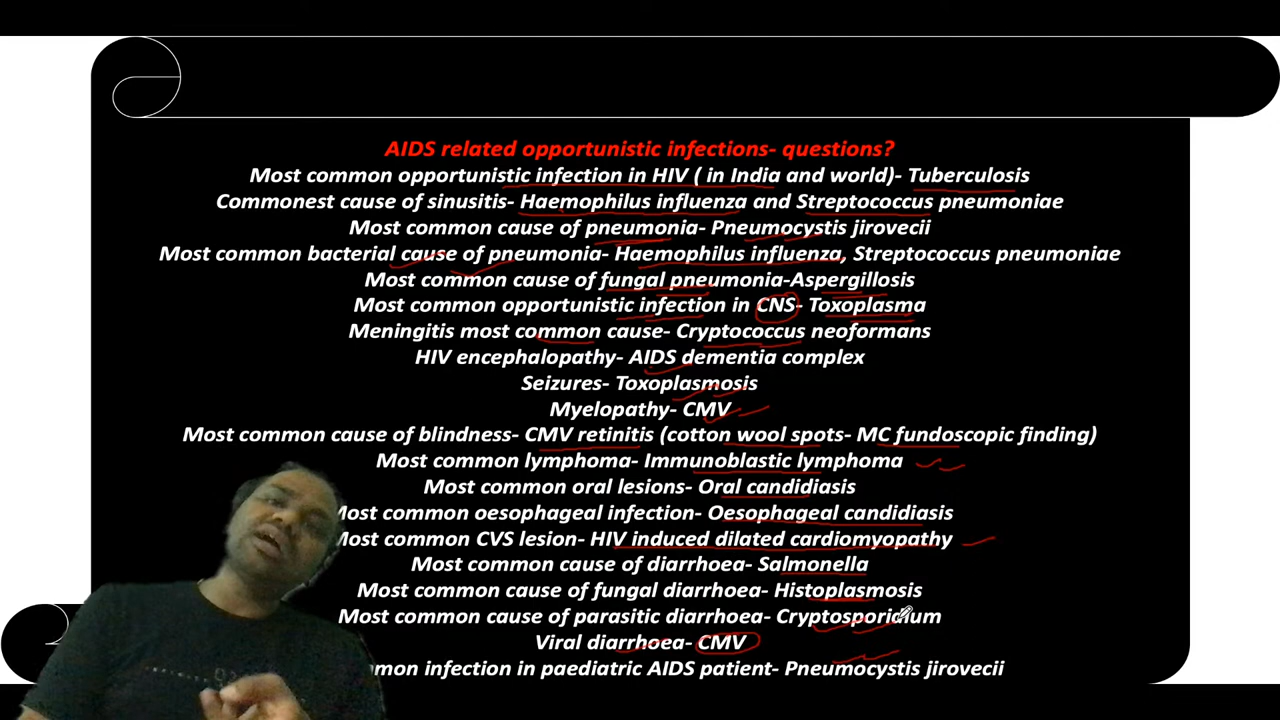 AIDS related opportunistic infections- questions?
Most common opportunistic infection in HIV ( in India and world)- Tuberculosis
Commonest cause of sinusitis- Haemophilus influenza and Streptococcus pneumoniae
Most common cause of pneumonia- Pneumocystis jirovecii
Most common bacterial cause of pneumonia- Haemophilus influenza, Streptococcus pneumoniae
Most common cause of fungal pneumonia-Aspergillosis
Most common opportunistic infection in CNS- Toxoplasma
Meningitis most common cause- Cryptococcus neoformans
HIV encephalopathy- AIDS dementia complex
Seizures- Toxoplasmosis
Myelopathy- CMV
Most common cause of blindness- CMV retinitis (cotton wool spots- MC fundoscopic finding)
Most common lymphoma- Immunoblastic lymphoma
Most common oral lesions- Oral candidiasis
Most common oesophageal infection- Oesophageal candidiasis
Most common CVS lesion- HIV induced dilated cardiomyopathy
Most common cause of diarrhoea- Salmonella
Most common cause of fungal diarrhoea- Histoplasmosis
Most common cause of parasitic diarrhoea- Cryptosporidium
Viral diarrhoea- CMV
infection in paediatric AIDS patient- Pneumocystis jirovecii